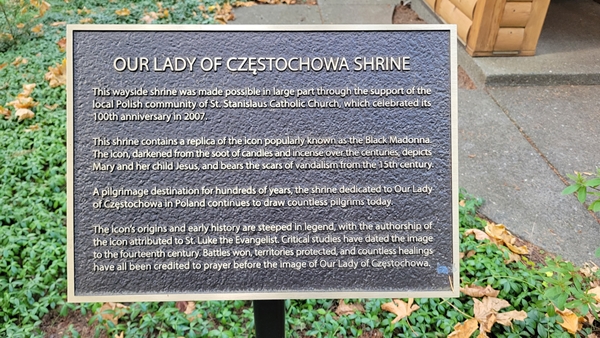 OUR LADY OF CZĘSTOCHOWA SHRINE
This wayside shrine was made possible in large part through the support of the
local Polish community of St. Stanislaus Catholic Church, which celebrated its
100th anniversary in 2007.
This shrine contains a replica of the icon popularly known as the Black Madonna.
The icon, darkened from the soot of candles and incense over the centuries, depicts
Mary and her child Jesus, and bears the scars of vandalism from the 15th century.
A pilgrimage destination for hundreds of years, the shrine dedicated to Our Lady
of Częstochowa in Poland continues to draw countless pilgrims today.
The icon's origins and early history are steeped in legend, with the authorship of
the icon attributed to St. Luke the Evangelist. Critical studies have dated the image
to the fourteenth century. Battles won, territories protected, and countless healings
have all been credited to prayer before the image of Our Lady of Częstochowa.